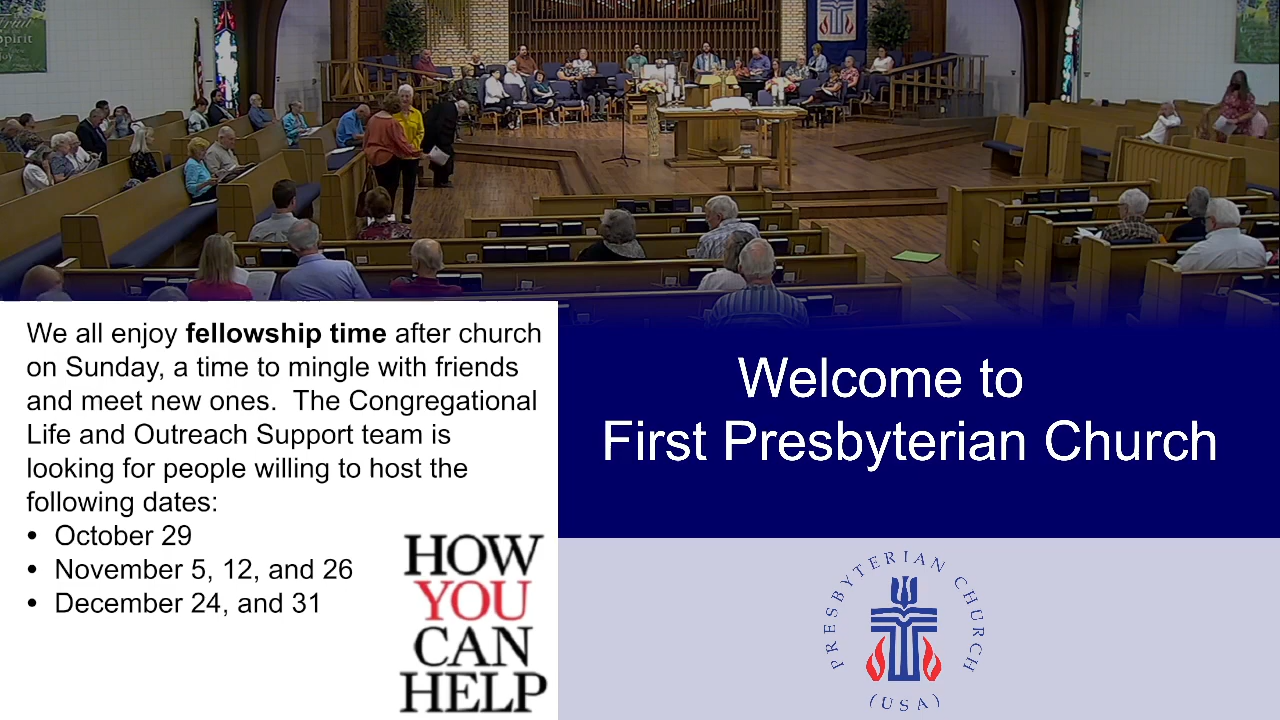 Spirit
We all enjoy fellowship time after church
on Sunday, a time to mingle with friends
and meet new ones.  The Congregational
Life and Outreach Support team is
looking for people willing to host the
following dates:
• October 29
• November 5, 12, and 26
• December 24, and 31
HOW
YOU
CAN
HELP
Welcome to
First Presbyterian Church
PRESBYTERIAN CHURCH
(USA)